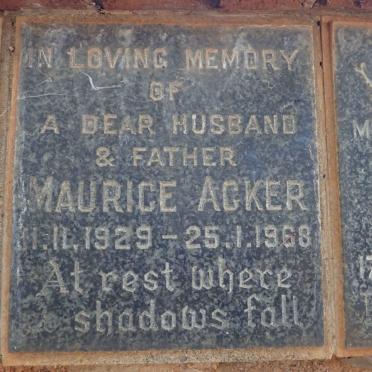 IN LOVING MEMORY
OF
A DEAR HUSBAND
& FATHER
MAURICE ACKER
11.11.1929 – 25.1.1968
At rest where
shadows fall